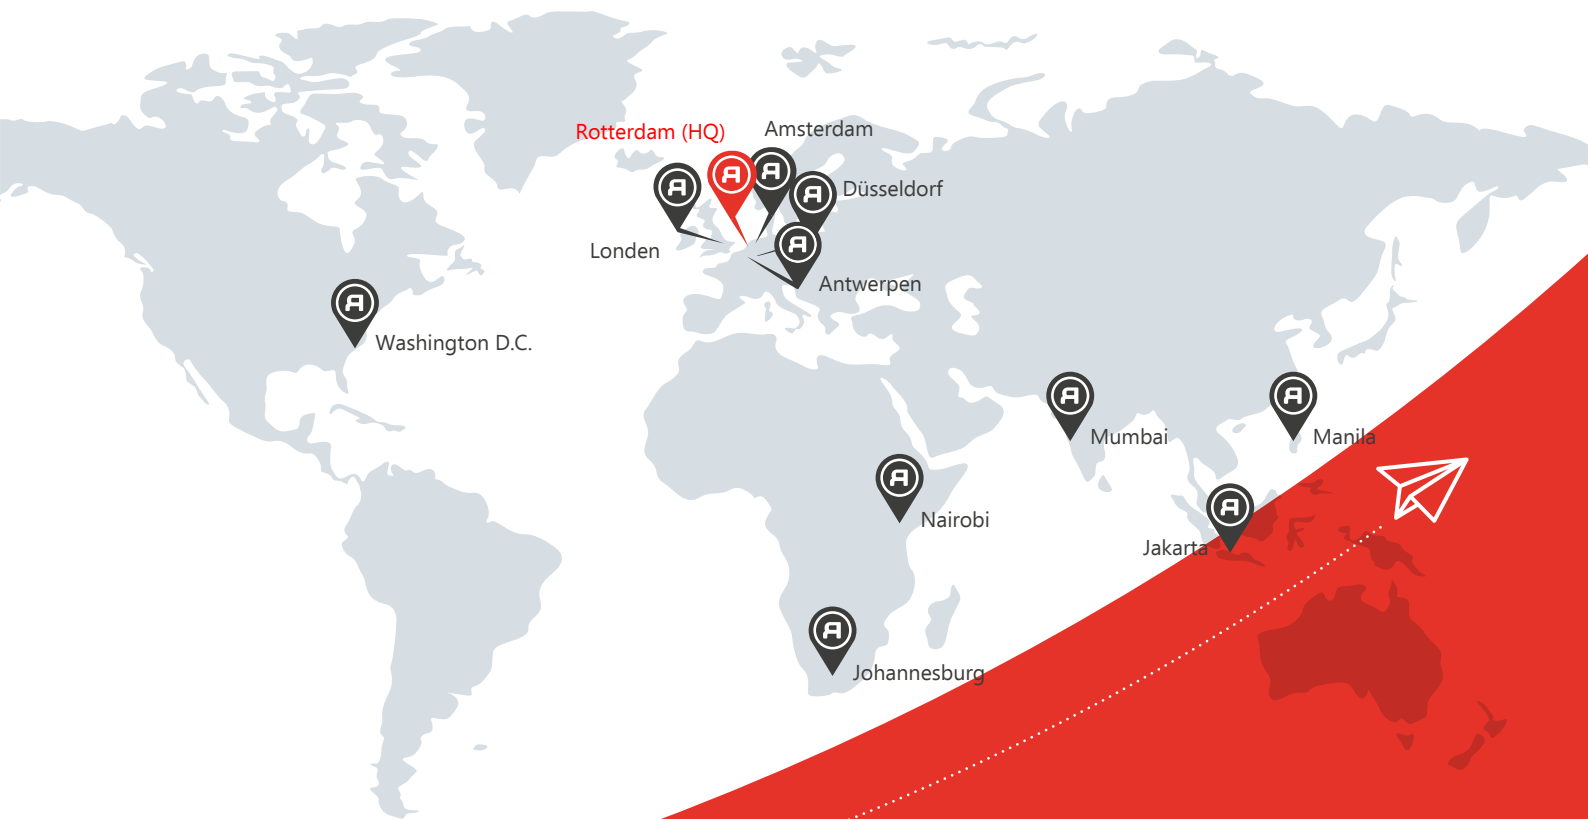 Rotterdam (HQ)
Amsterdam
Düsseldorf
Londen
Antwerpen
Washington D.C.
Mumbai
Manila
Nairobi
Jakarta
Johannesburg